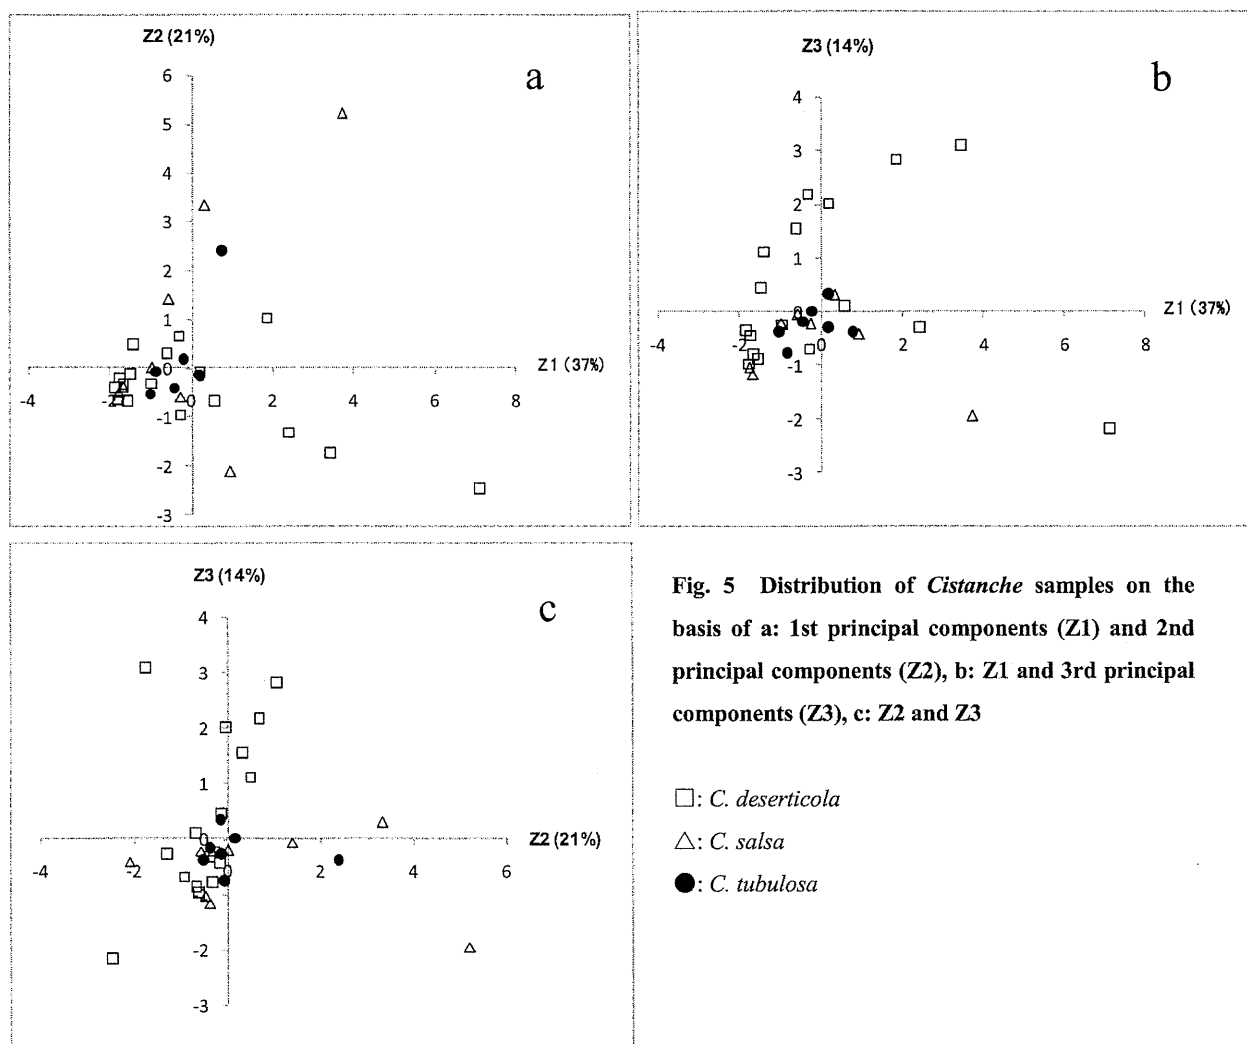 Z2 (21%)
a
6
5
4
3
2
1
0
-1
-2
-3
-4
-2
0
2
4
6
8
Z1 (37%)
Z3 (14%)
b
4
3
2
1
0
-1
-2
-3
-4
-2
0
2
4
6
8
Z1 (37%)
Z3 (14%)
c
4
3
2
1
0
-2
-3
-4
-2
0
2
4
6
Z2 (21%)
Fig. 5 Distribution of Cistanche samples on the
basis of a: 1st principal components (Z1) and 2nd
principal components (Z2), b: Z1 and 3rd principal
components (Z3), c: Z2 and Z3
□: C. deserticola
△: C. salsa
●: C. tubulosa